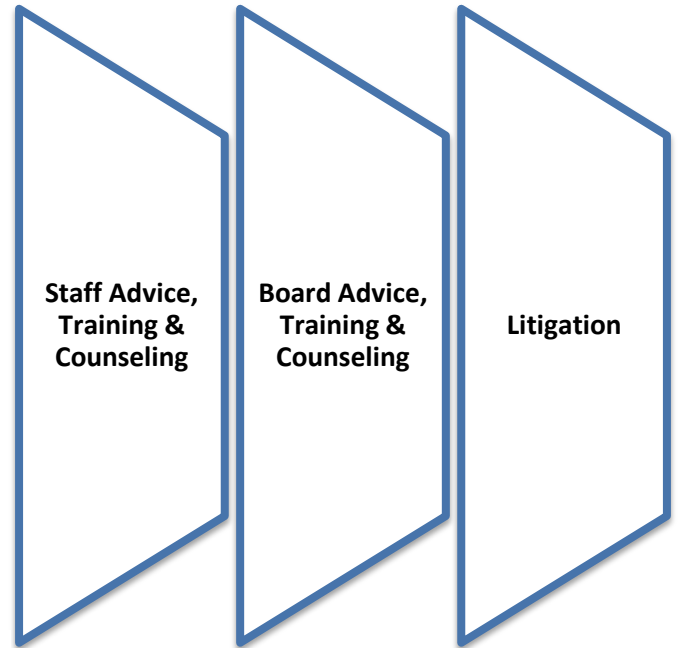 Staff Advice,
Training &
Counseling
Board Advice,
Training &
Counseling
Litigation